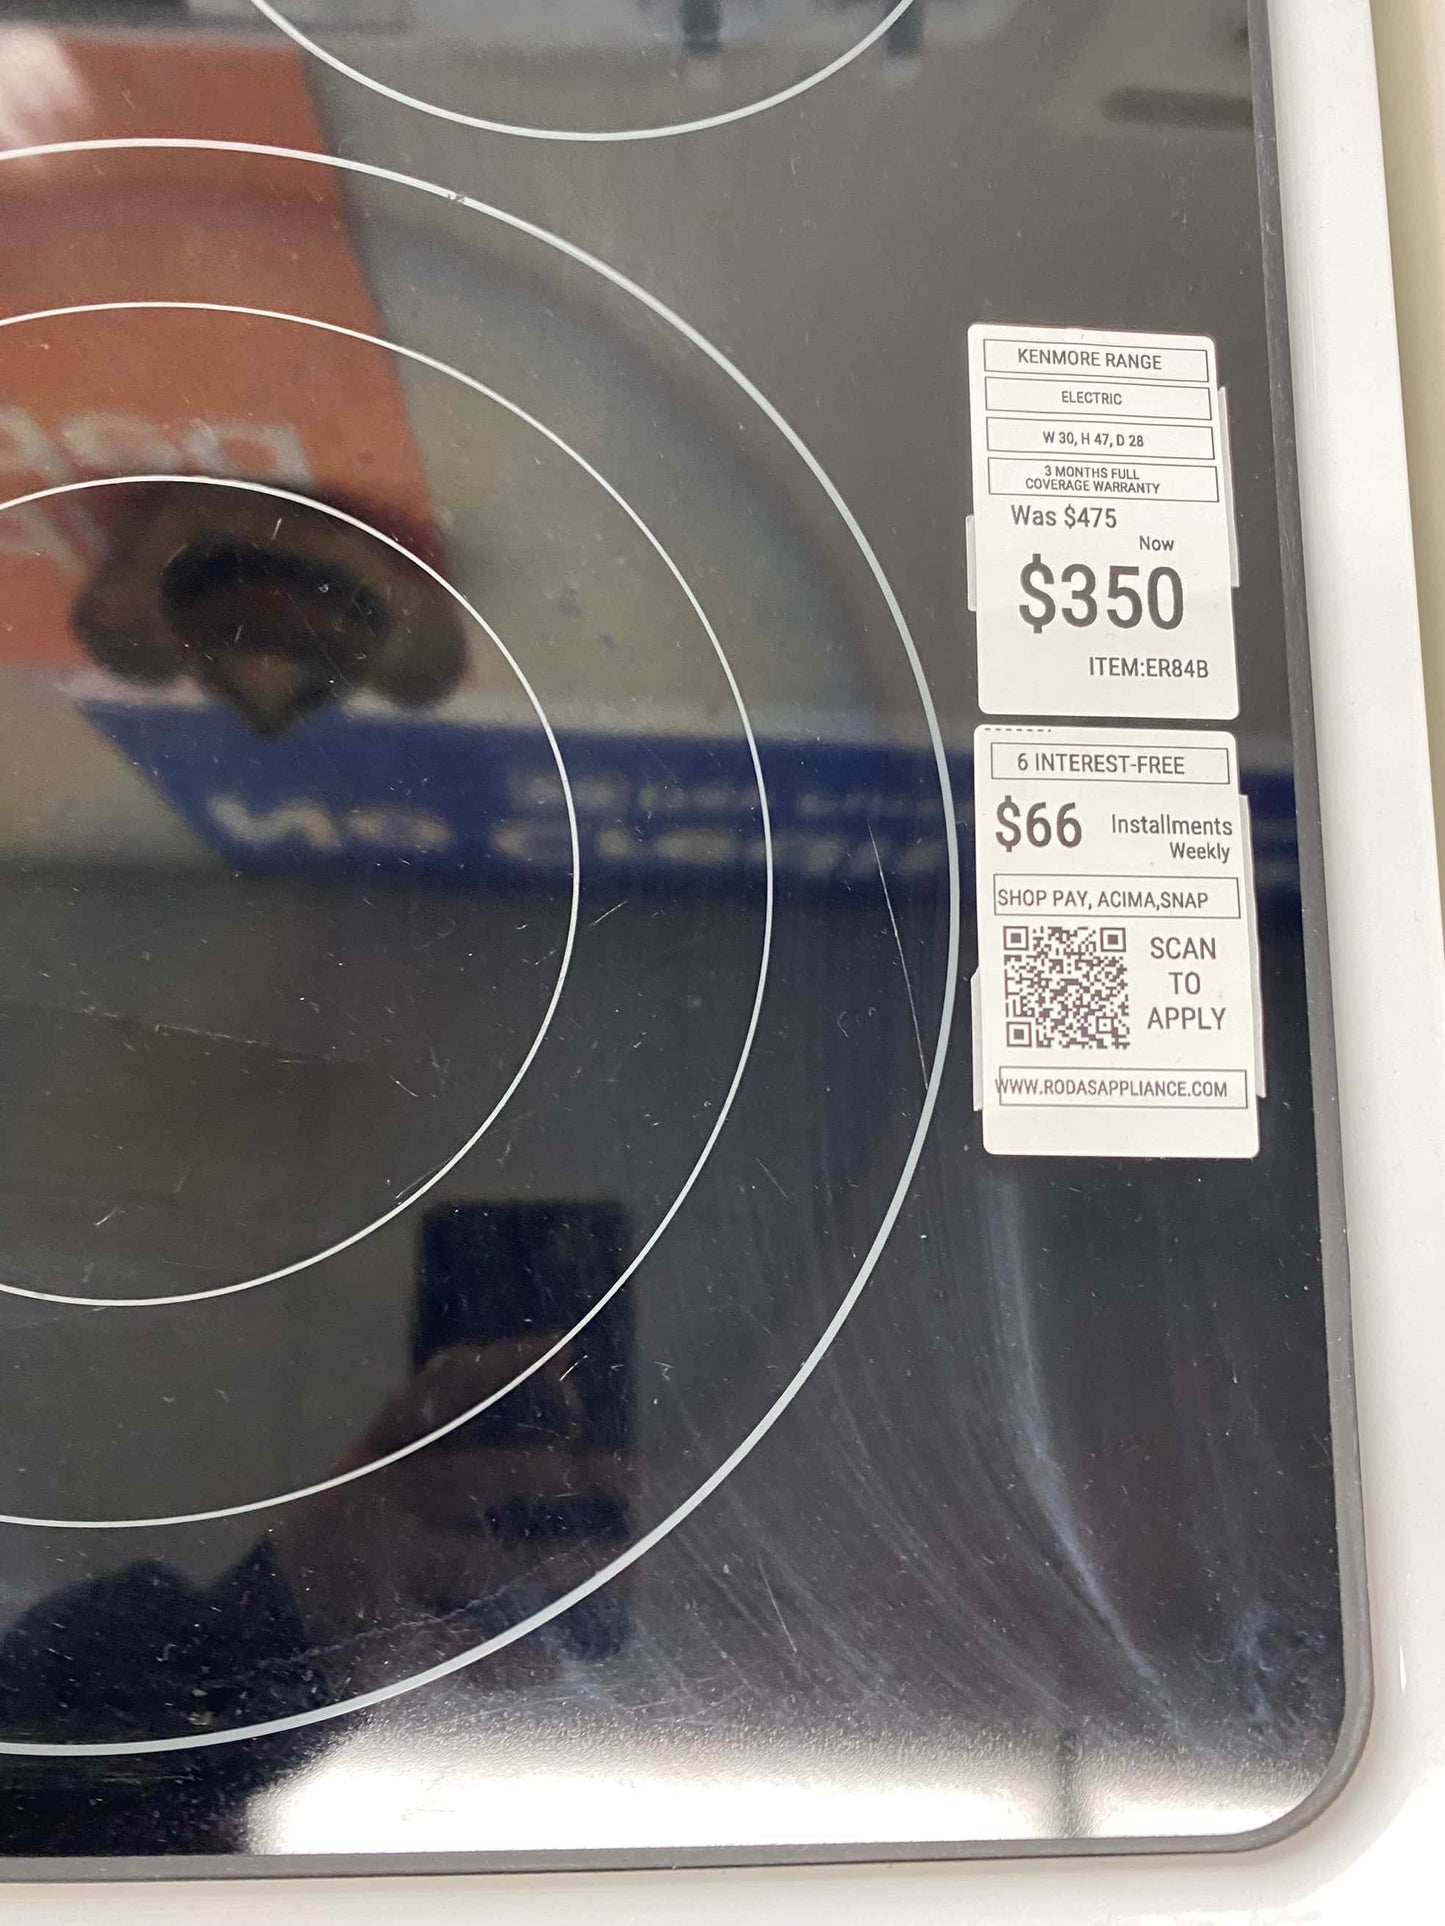 KENMORE RANGE
ELECTRIC
W 30, H 47, D 28
3 MONTHS FULL
COVERAGE WARRANTY
Was $475
Now
$350
ITEM:ER84B
6 INTEREST-FREE
$66 Installments
Weekly
SHOP PAY, ACIMA,SNAP
SCAN
TO
APPLY
WWW.RODASAPPLIANCE.COM